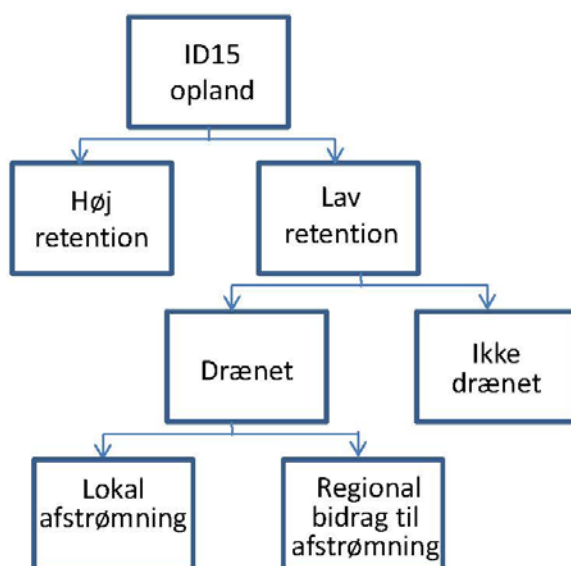 ID15
opland
Høj
retention
Lav
retention
Drænet
Ikke
drænet
Lokal
afstrømning
Regional
bidrag til
afstrømning